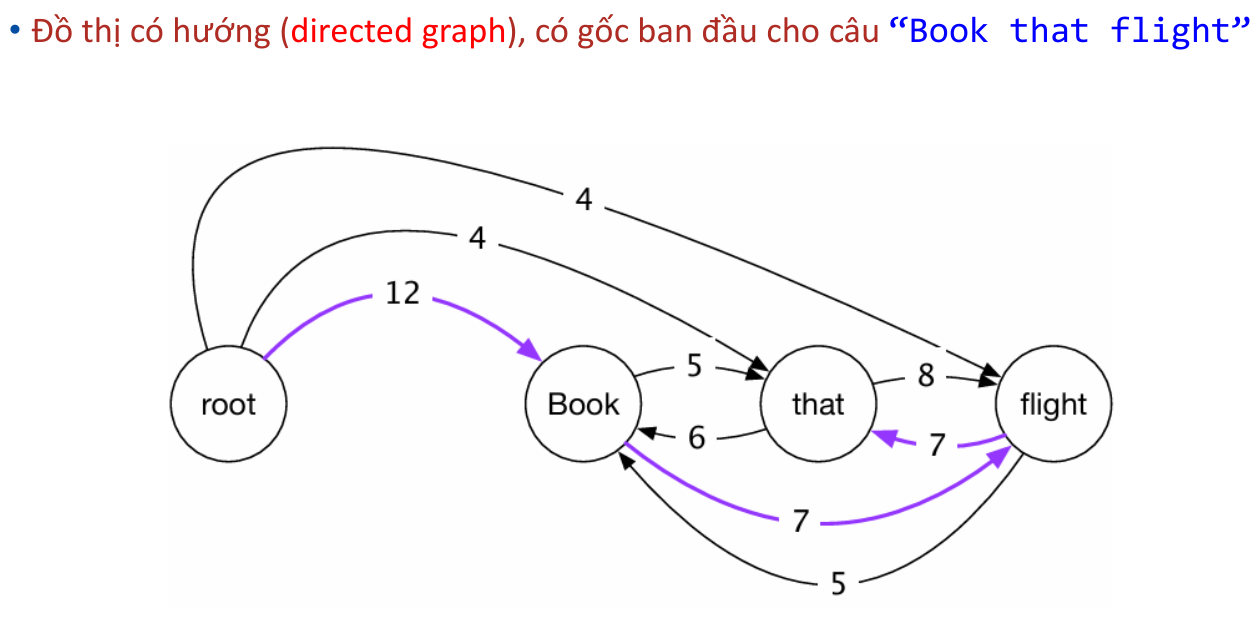 • Đồ thị có hướng (directed graph), có gốc ban đầu cho câu “Book that flight”
4
4
12
5
8
root
Book
that
flight
6
7
7
5